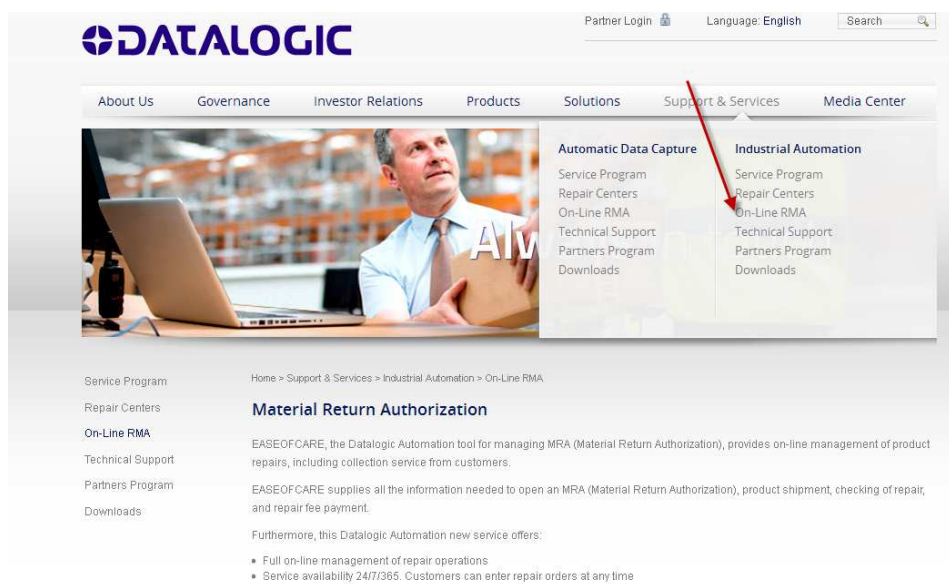 Partner Login Language: English Search
DATALOGIC
About Us Governance Investor Relations Products Solutions Support & Services Media Center
Alw
Automatic Data Capture
Service Program
Repair Centers
On-Line RMA
Technical Support
Partners Program
Downloads
Industrial Automation
Service Program
Repair Centers
On-Line RMA
Technical Support
Partners Program
Downloads
Service Program
Repair Centers
On-Line RMA
Technical Support
Partners Program
Downloads
Home > Support & Services > Industrial Automation > On-Line RMA
Material Return Authorization
EASEOFCARE, the Datalogic Automation tool for managing MRA (Material Return Authorization), provides on-line management of product
repairs, including collection service from customers.
EASEOFCARE supplies all the information needed to open an MRA (Material Return Authorization), product shipment, checking of repair,
and repair fee payment.
Furthermore, this Datalogic Automation new service offers:
• Full on-line management of repair operations
• Service availability 24/7/365. Customers can enter repair orders at any time